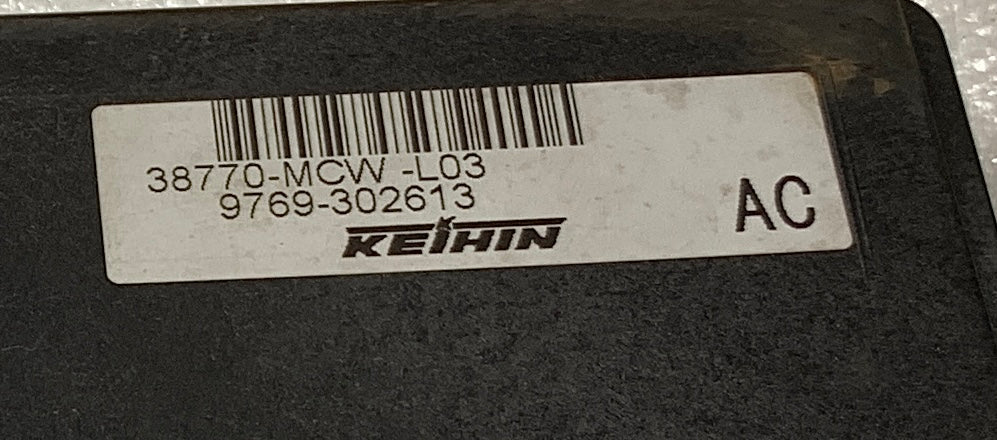 38770-MCW -L03
9769-302613
KEIHIN
AC